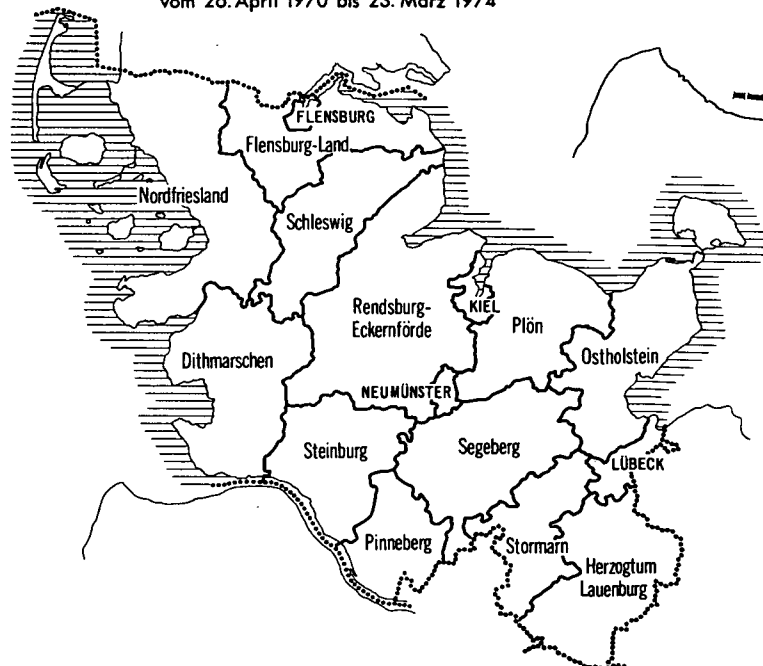 vom 26. April 1970 bis 23. März 1974
FLENSBURG
Flensburg-Land
Nordfriesland
Schleswig
Rendsburg-
Eckernförde
KIEL
Plön
Ostholstein
Dithmarschen
NEUMÜNSTER
Steinburg
Segeberg
LÜBECK
Pinneberg
Stormarn
Herzogtum
Lauenburg